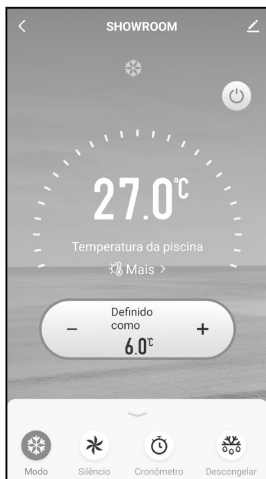 SHOWROOM
27.0℃
Temperatura da piscina
Mais >
Definido
como
− 6.0℃ +
Modo Silêncio Cronômetro Descongelar